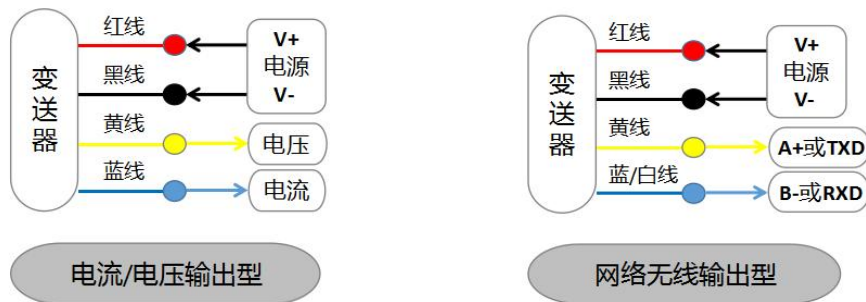 变送器
红线
黑线
黄线
蓝线
V+
电源
V-
电压
电流
电流/电压输出型
变送器
红线
黑线
黄线
蓝/白线
V+
电源
V-
A+或TXD
B-或RXD
网络无线输出型